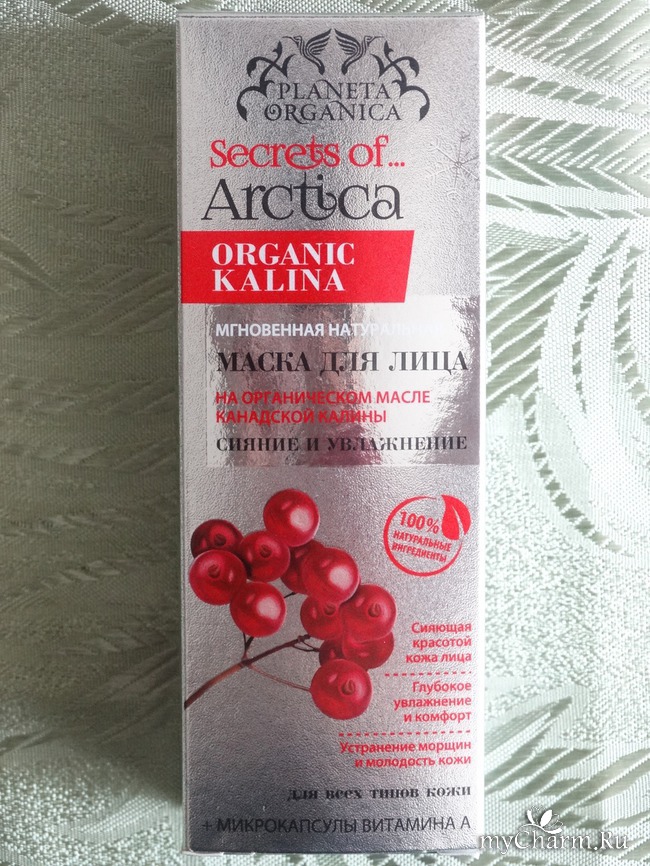 PLANETA
ORGANICA
Secrets of...
Arctica
ORGANIC
KALINA
МГНОВЕННАЯ НАТУРАЛЬНАЯ
МАСКА ДЛЯ ЛИЦА
НА ОРГАНИЧЕСКОМ МАСЛЕ
КАНАДСКОЙ КАЛИНЫ
СИЯНИЕ И УВЛАЖНЕНИЕ
100%
НАТУРАЛЬНЫЕ
ИНГРЕДИЕНТЫ
Сияющая
красотой
кожа лица
Глубокое
увлажнение
и комфорт
Устранение морщин
и молодость кожи
для всех типов кожи
+ МИКРОКАПСУЛЫ ВИТАМИНА А
myCharm.Ru